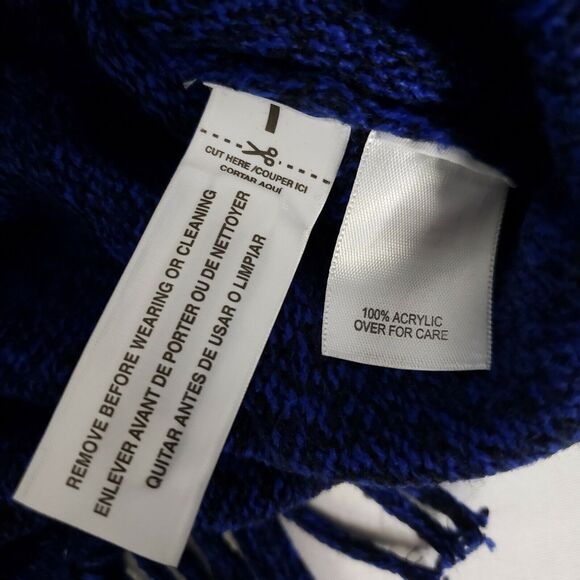 CUT HERE /COUPER ICI
CORTAR AQUÍ
REMOVE BEFORE WEARING OR CLEANING
ENLEVER AVANT DE PORTER OU DE NETTOYER
QUITAR ANTES DE USAR O LIMPIAR
100% ACRYLIC
OVER FOR CARE